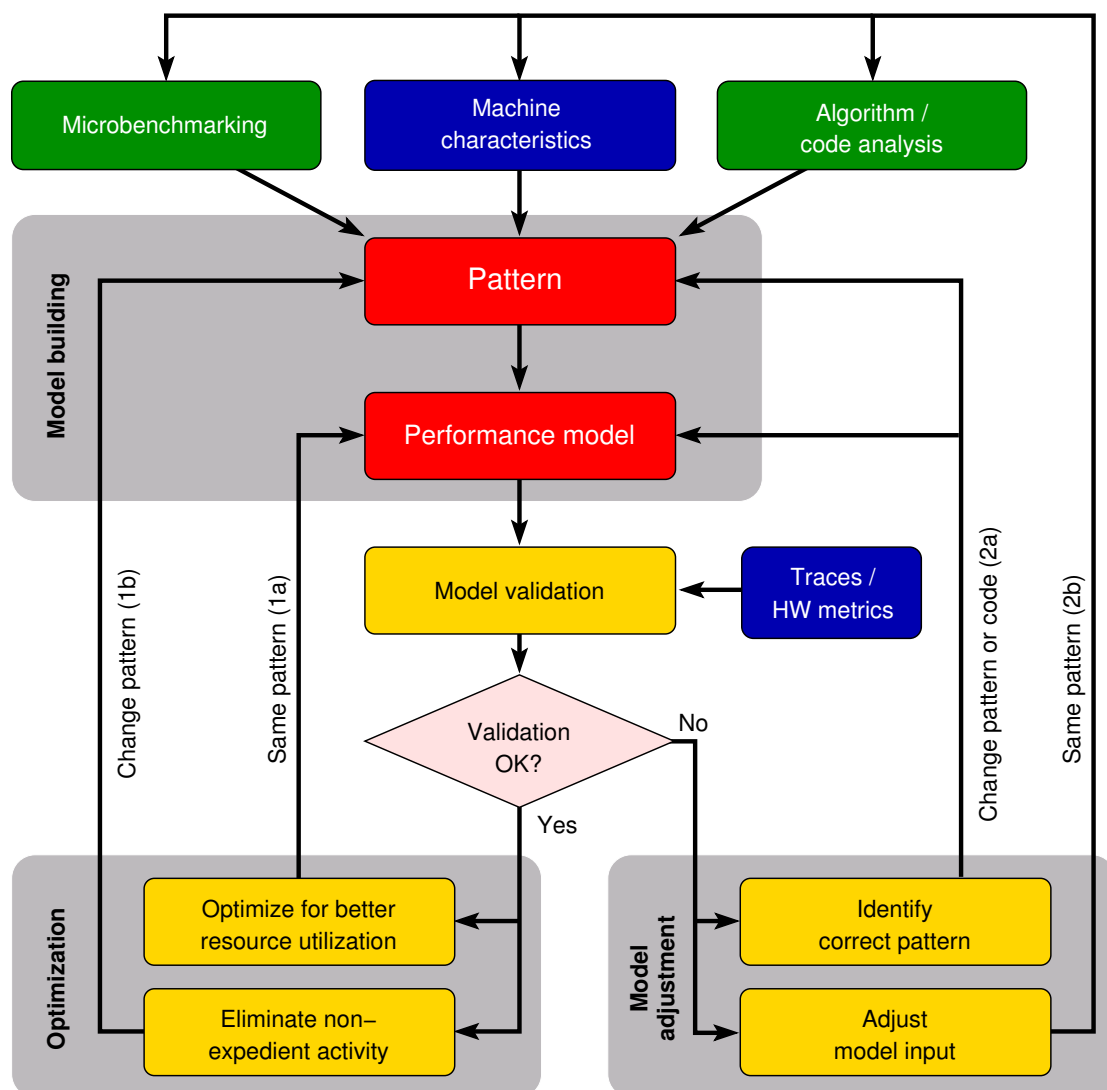 Microbenchmarking
Machine
characteristics
Algorithm /
code analysis
Model building
Pattern
Performance model
Model validation
Traces /
HW metrics
Change pattern (1b)
Same pattern (1a)
Change pattern or code (2a)
Same pattern (2b)
Validation
OK?
No
Yes
Optimization
Optimize for better
resource utilization
Eliminate non−
expedient activity
Model
adjustment
Identify
correct pattern
Adjust
model input